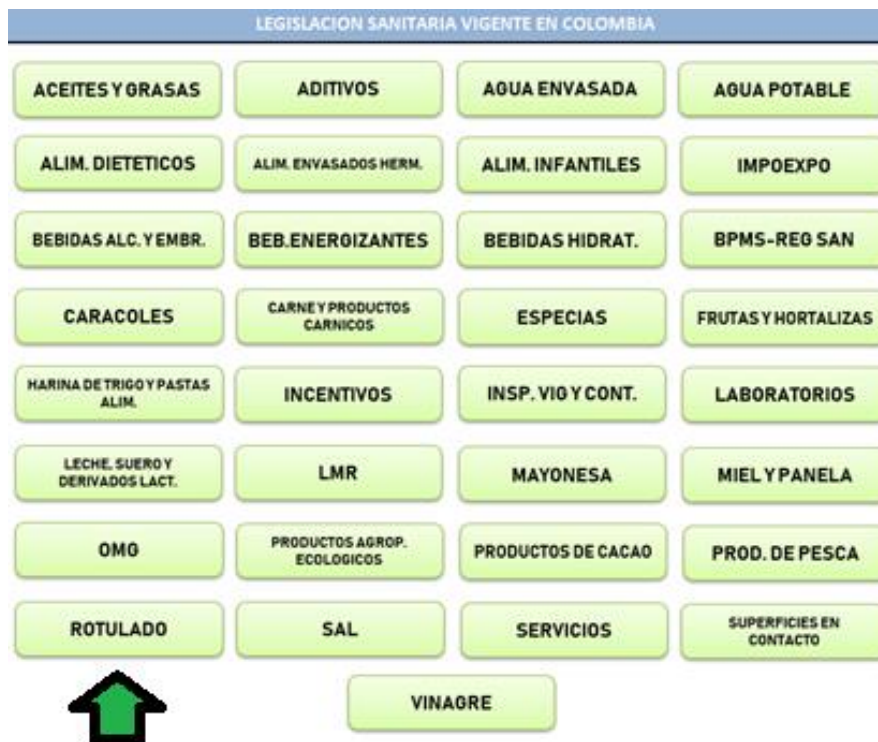 LEGISLACION SANITARIA VIGENTE EN COLOMBIA
ACEITES Y GRASAS
ADITIVOS
AGUA ENVASADA
AGUA POTABLE
ALIM. DIETETICOS
ALIM. ENVASADOS HERM.
ALIM. INFANTILES
IMPOEXPO
BEBIDAS ALC. Y EMBR.
BEB.ENERGIZANTES
BEBIDAS HIDRAT.
BPMS-REG SAN
CARACOLES
CARNE Y PRODUCTOS
CARNICOS
ESPECIAS
FRUTAS Y HORTALIZAS
HARINA DE TRIGO Y PASTAS
ALIM.
INCENTIVOS
INSP. VIG Y CONT.
LABORATORIOS
LECHE, SUERO Y
DERIVADOS LACT.
LMR
MAYONESA
MIEL Y PANELA
OMG
PRODUCTOS AGROP.
ECOLOGICOS
PRODUCTOS DE CACAO
PROD. DE PESCA
ROTULADO
SAL
SERVICIOS
SUPERFICIES EN
CONTACTO
VINAGRE